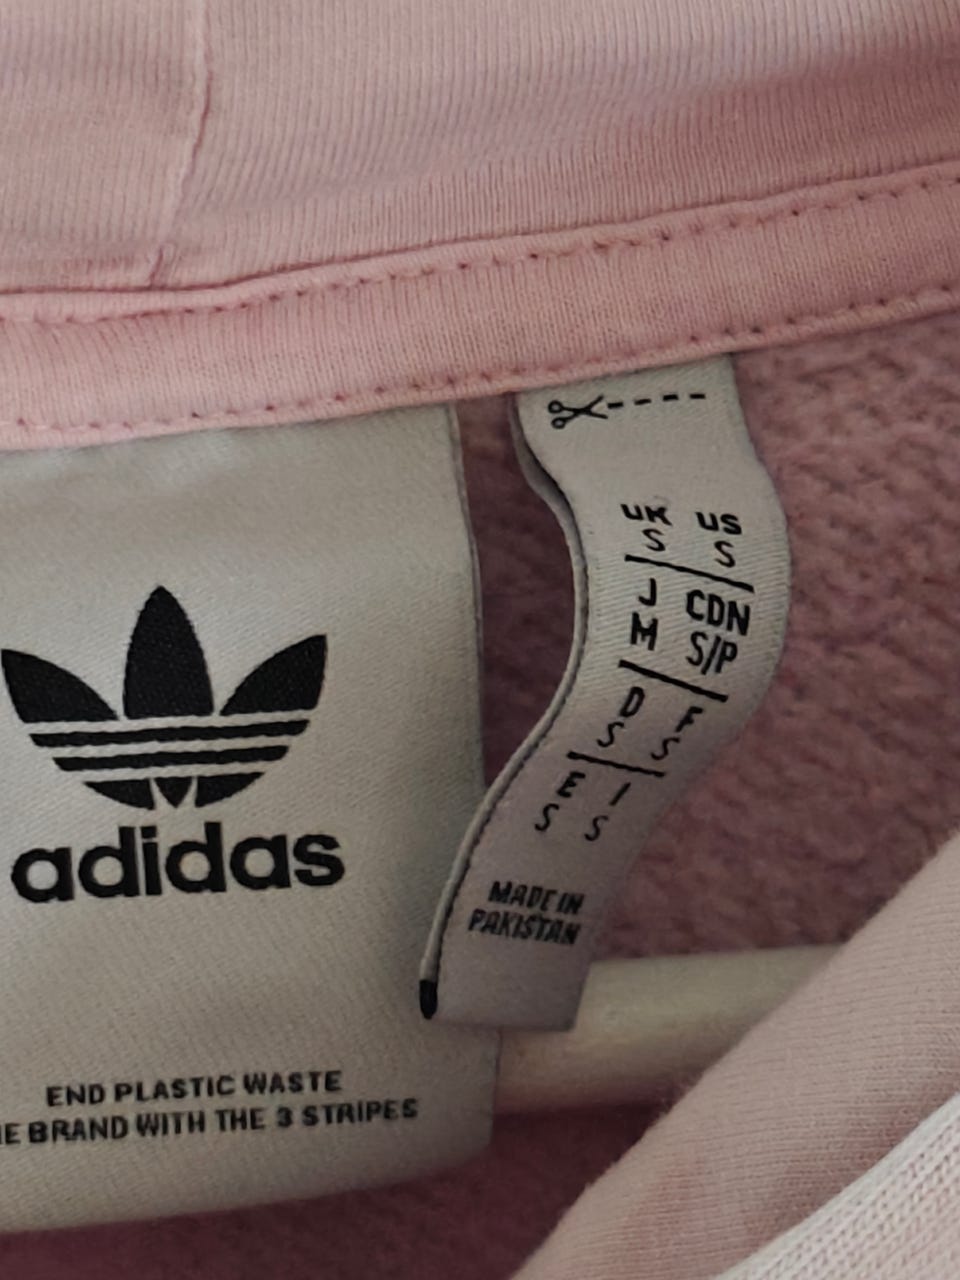 adidas
END PLASTIC WASTE
BRAND WITH THE 3 STRIPES
UK US
S S
J CDN
M S/P
D F
S S
E I
S S
MADE IN
PAKISTAN